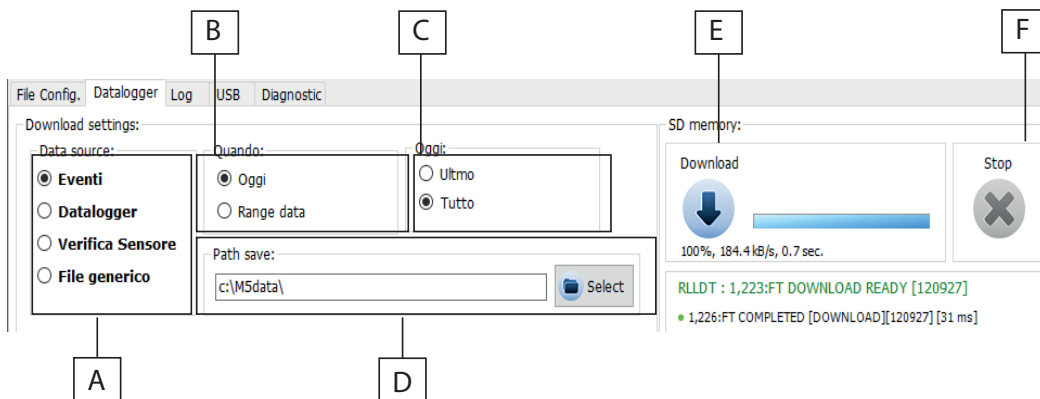 B
C
E
F
File Config.
Datalogger
Log
USB
Diagnostic
Download settings:
Data source:
Eventi
Datalogger
Verifica Sensore
File generico
Quando:
Oggi
Range data
Oggi:
Ultmo
Tutto
Path save:
c:\M5data\
Select
SD memory:
Download
100%, 184.4 kB/s, 0.7 sec.
Stop
RLLDT : 1,223:FT DOWNLOAD READY [120927]
1,226:FT COMPLETED [DOWNLOAD][120927] [31 ms]
A
D